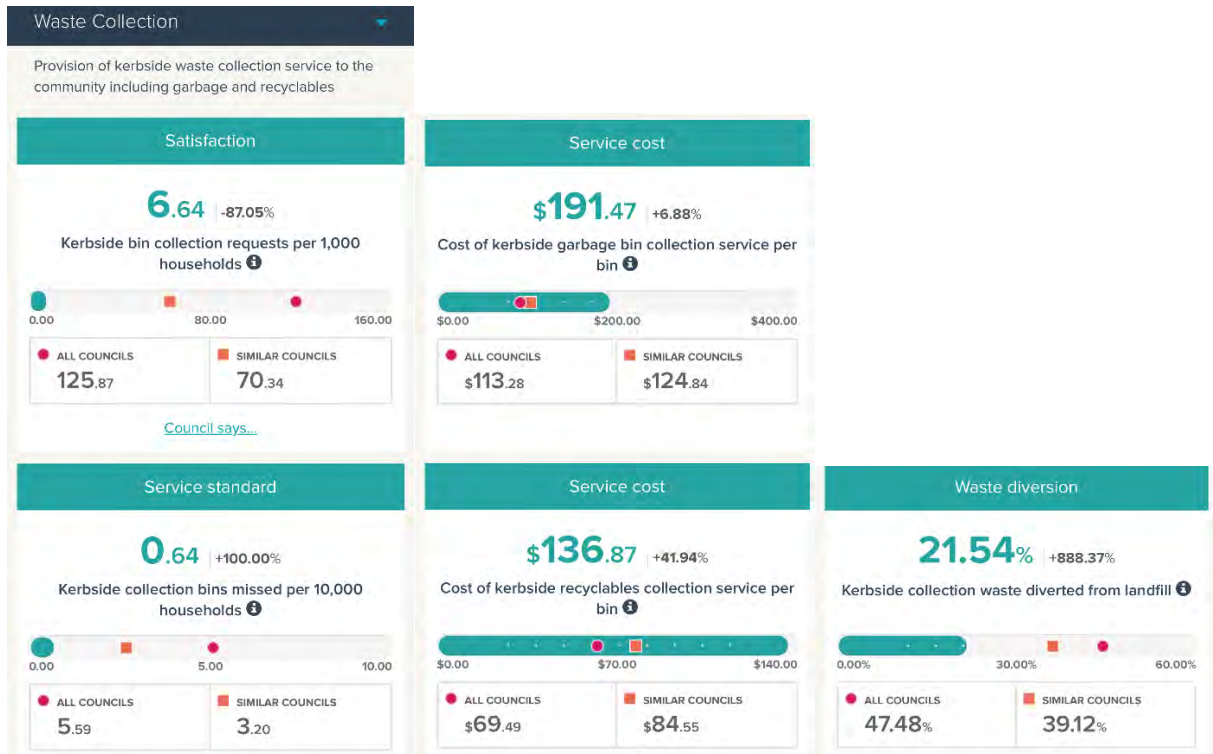 Waste Collection
Provision of kerbside waste collection service to the
community including garbage and recyclables
Satisfaction
6.64 -87.05%
Kerbside bin collection requests per 1,000
households
0.00 80.00 160.00
ALL COUNCILS
125.87
SIMILAR COUNCILS
70.34
Council says...
Service cost
$191.47 +6.88%
Cost of kerbside garbage bin collection service per
bin
$0.00 $200.00 $400.00
ALL COUNCILS
$113.28
SIMILAR COUNCILS
$124.84
Service standard
0.64 +100.00%
Kerbside collection bins missed per 10,000
households
0.00 5.00 10.00
ALL COUNCILS
5.59
SIMILAR COUNCILS
3.20
Service cost
$136.87 +41.94%
Cost of kerbside recyclables collection service per
bin
$0.00 $70.00 $140.00
ALL COUNCILS
$69.49
SIMILAR COUNCILS
$84.55
Waste diversion
21.54% +888.37%
Kerbside collection waste diverted from landfill
0.00% 30.00% 60.00%
ALL COUNCILS
47.48%
SIMILAR COUNCILS
39.12%